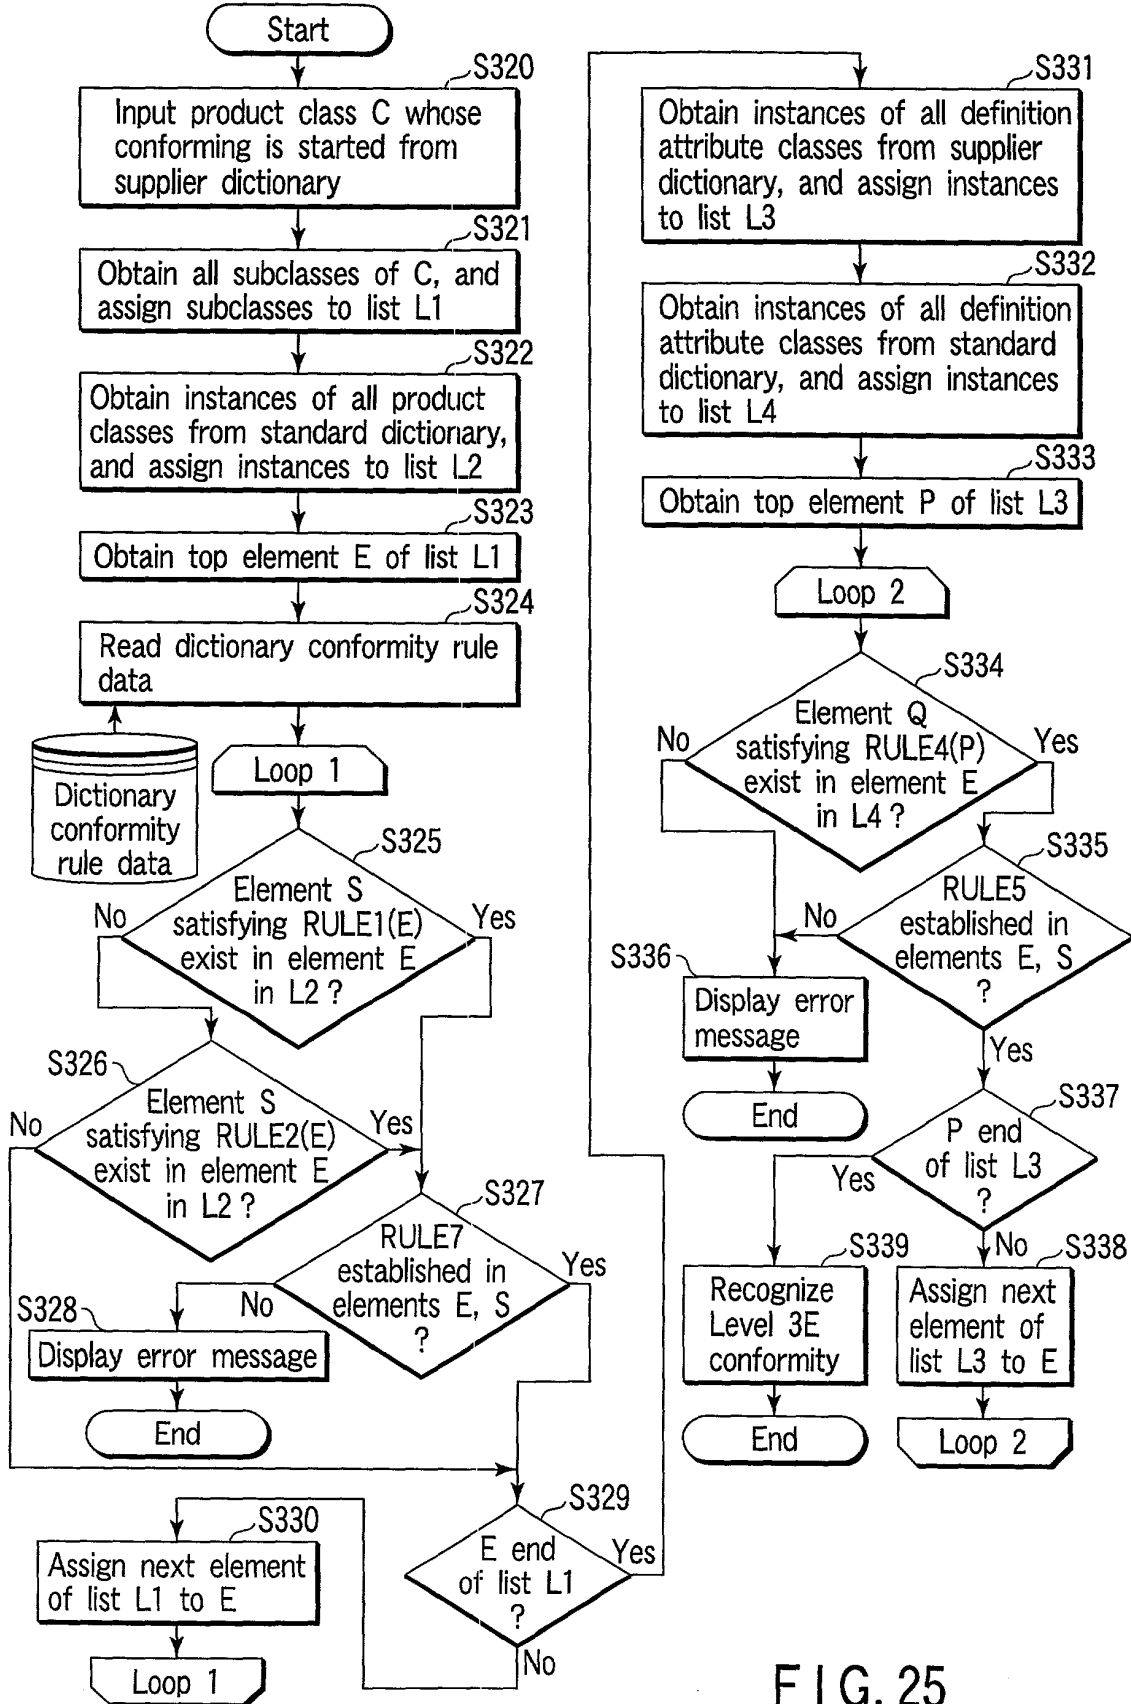 Start
S320
Input product class C whose
conforming is started from
supplier dictionary
S321
Obtain all subclasses of C, and
assign subclasses to list L1
S322
Obtain instances of all product
classes from standard dictionary,
and assign instances to list L2
S323
Obtain top element E of list L1
S324
Read dictionary conformity rule
data
Dictionary
conformity
rule data
Loop 1
S325
Element S
satisfying RULE1(E)
exist in element E
in L2 ?
No
Yes
S326
Element S
satisfying RULE2(E)
exist in element E
in L2 ?
No
Yes
S327
RULE7
established in
elements E, S
?
No
Yes
S328
Display error message
End
S329
E end
of list L1
?
Yes
No
S330
Assign next element
of list L1 to E
Loop 1
S331
Obtain instances of all definition
attribute classes from supplier
dictionary, and assign instances
to list L3
S332
Obtain instances of all definition
attribute classes from standard
dictionary, and assign instances
to list L4
S333
Obtain top element P of list L3
Loop 2
S334
Element Q
satisfying RULE4(P)
exist in element E
in L4 ?
No
Yes
S335
RULE5
established in
elements E, S
?
No
Yes
S336
Display error
message
End
S337
P end
of list L3
?
Yes
No
S339
Recognize
Level 3E
conformity
End
S338
Assign next
element of
list L3 to E
Loop 2
FIG. 25